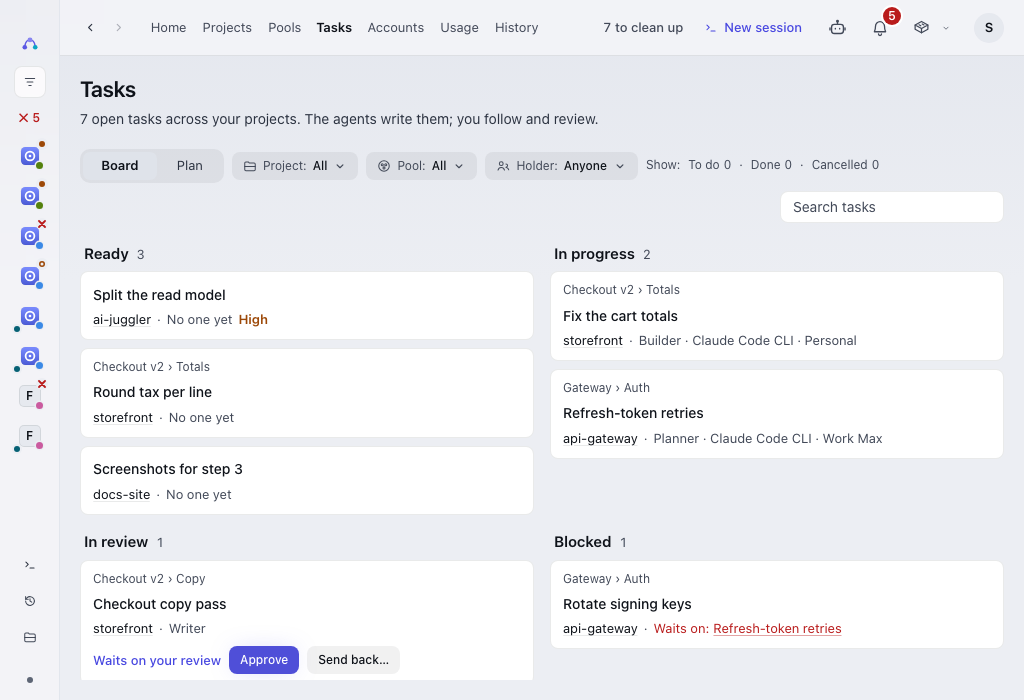 Home Projects Pools Tasks Accounts Usage History 7 to clean up New session 5 S
5
F
F
Tasks
7 open tasks across your projects. The agents write them; you follow and review.
Board Plan Project: All Pool: All Holder: Anyone Show: To do 0 · Done 0 · Cancelled 0
Search tasks
Ready 3
Split the read model
ai-juggler · No one yet High
Checkout v2 › Totals
Round tax per line
storefront · No one yet
Screenshots for step 3
docs-site · No one yet
In progress 2
Checkout v2 › Totals
Fix the cart totals
storefront · Builder · Claude Code CLI · Personal
Gateway › Auth
Refresh-token retries
api-gateway · Planner · Claude Code CLI · Work Max
In review 1
Checkout v2 › Copy
Checkout copy pass
storefront · Writer
Waits on your review Approve Send back...
Blocked 1
Gateway › Auth
Rotate signing keys
api-gateway · Waits on: Refresh-token retries